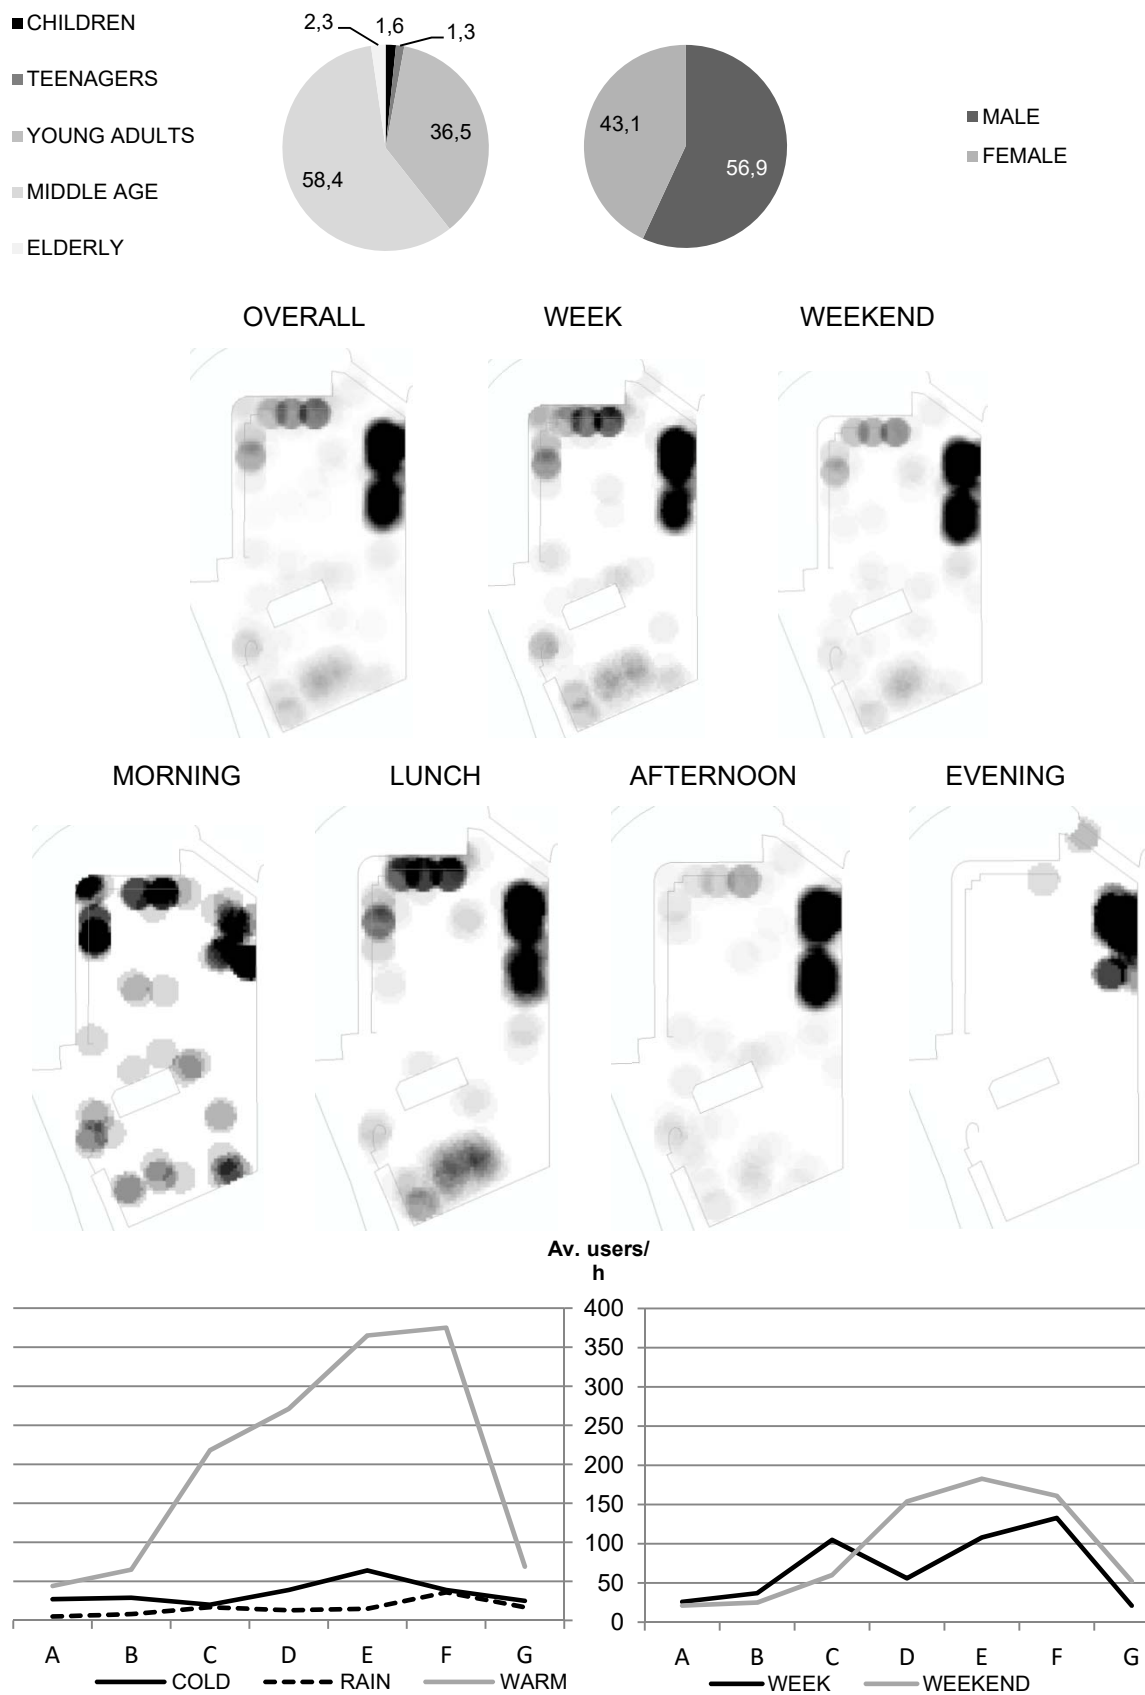 CHILDREN
TEENAGERS
YOUNG ADULTS
MIDDLE AGE
ELDERLY
2,3
1,6
1,3
36,5
58,4
43,1
56,9
MALE
FEMALE
OVERALL WEEK WEEKEND
MORNING LUNCH AFTERNOON EVENING
Av. users/
h
400
350
300
250
200
150
100
50
0
A B C D E F G
COLD RAIN WARM
A B C D E F G
WEEK WEEKEND